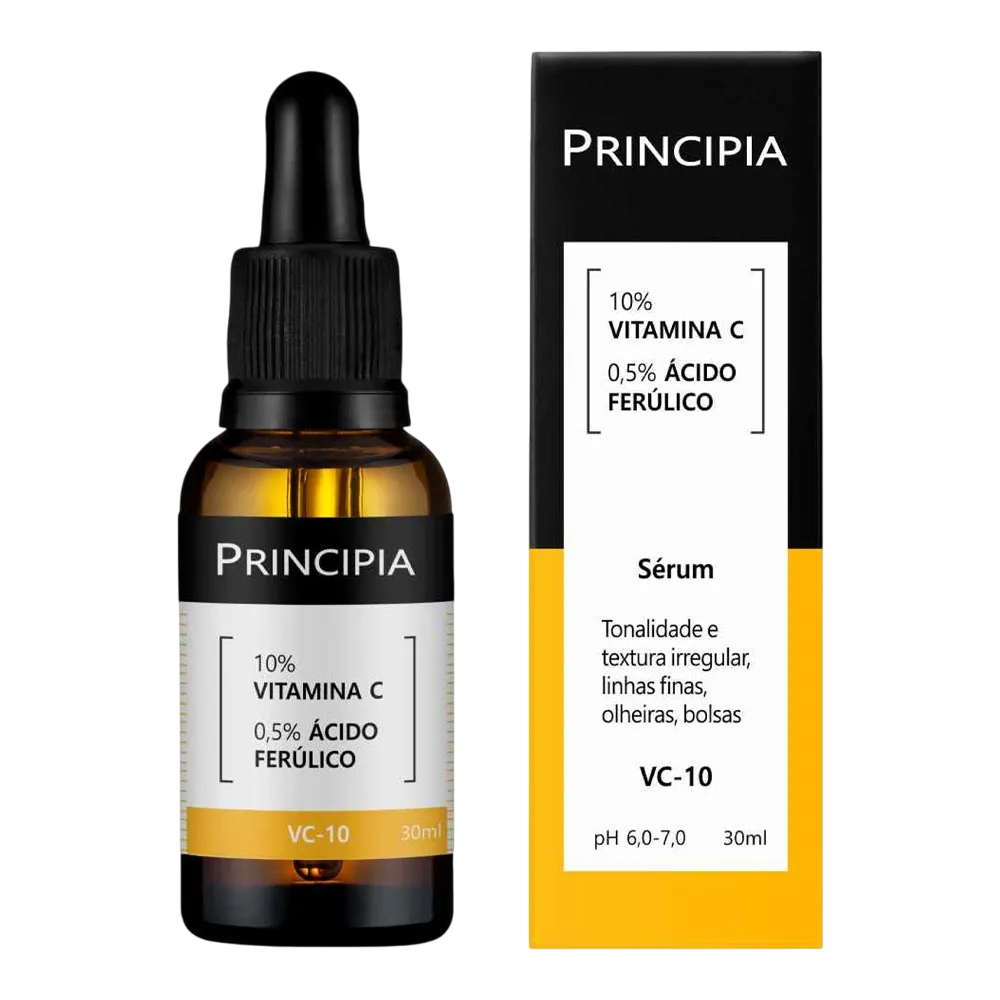 PRINCIPIA
10%
VITAMINA C
0,5% ÁCIDO
FERÚLICO
VC-10 30ml
PRINCIPIA
10%
VITAMINA C
0,5% ÁCIDO
FERÚLICO
Sérum
Tonalidade e
textura irregular,
linhas finas,
olheiras, bolsas
VC-10
pH 6,0-7,0 30ml